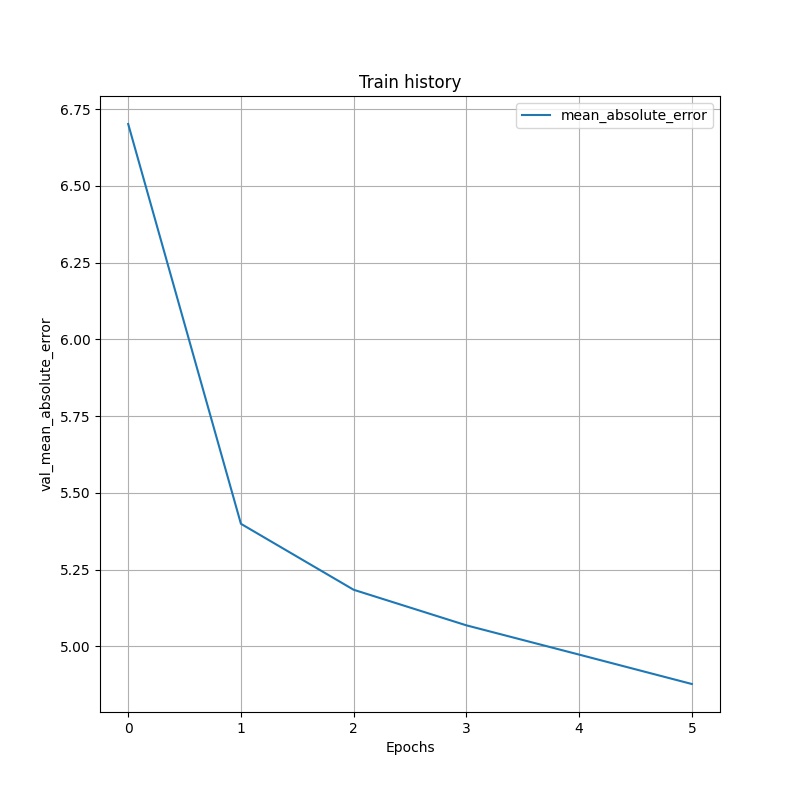 Train history
mean_absolute_error
val_mean_absolute_error
6.75
6.50
6.25
6.00
5.75
5.50
5.25
5.00
0 1 2 3 4 5
Epochs